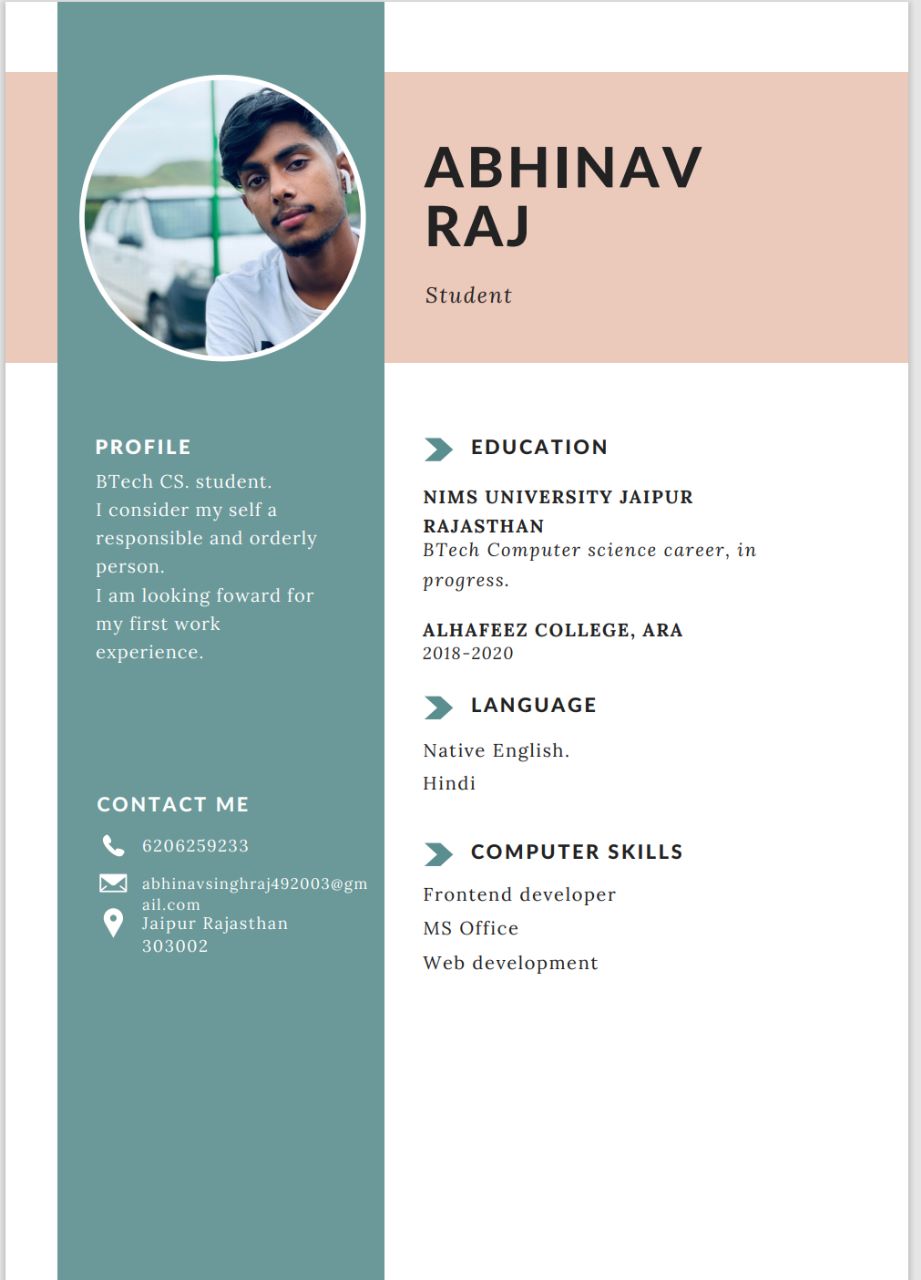 ABHINAV
RAJ
Student
PROFILE
BTech CS. student.
I consider my self a
responsible and orderly
person.
I am looking foward for
my first work
experience.
CONTACT ME
6206259233
abhinavsinghraj492003@gm
ail.com
Jaipur Rajasthan
303002
EDUCATION
NIMS UNIVERSITY JAIPUR
RAJASTHAN
BTech Computer science career, in
progress.
ALHAFEEZ COLLEGE, ARA
2018-2020
LANGUAGE
Native English.
Hindi
COMPUTER SKILLS
Frontend developer
MS Office
Web development